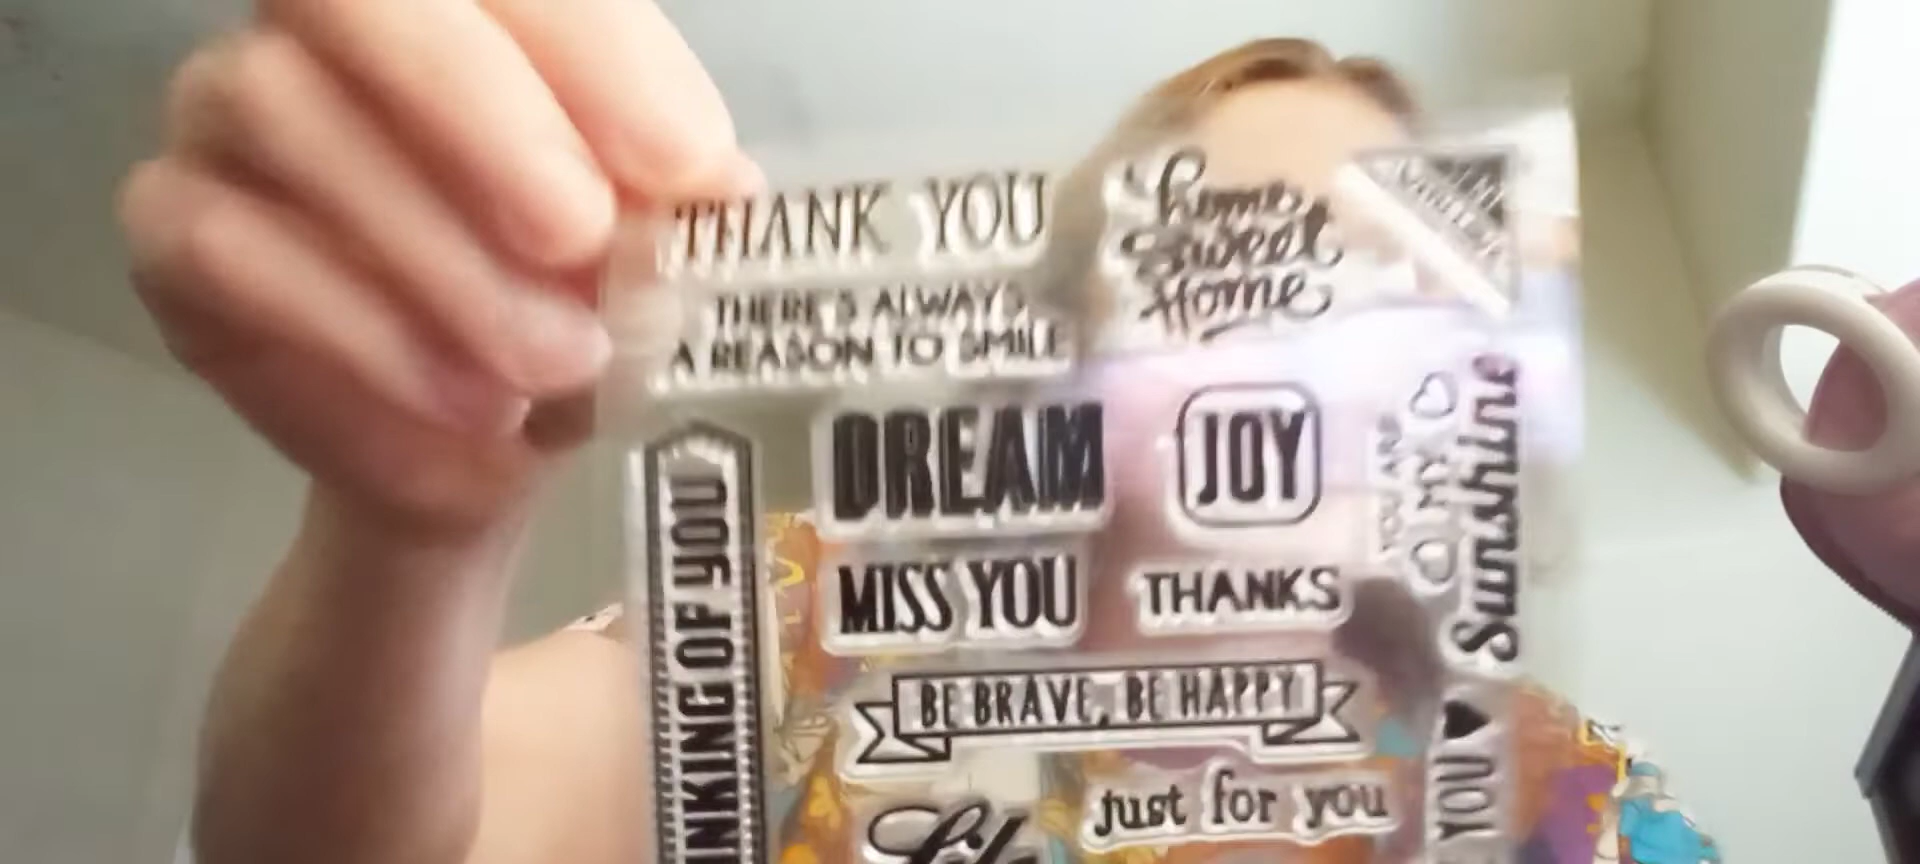 THANK YOU
THERE'S ALWAYS
A REASON TO SMILE
home
Sweet
Home
DREAM
JOY
YOU ARE
MY
Sunshine
OF YOU
MISS YOU
THANKS
BE BRAVE, BE HAPPY
just for you
YOU